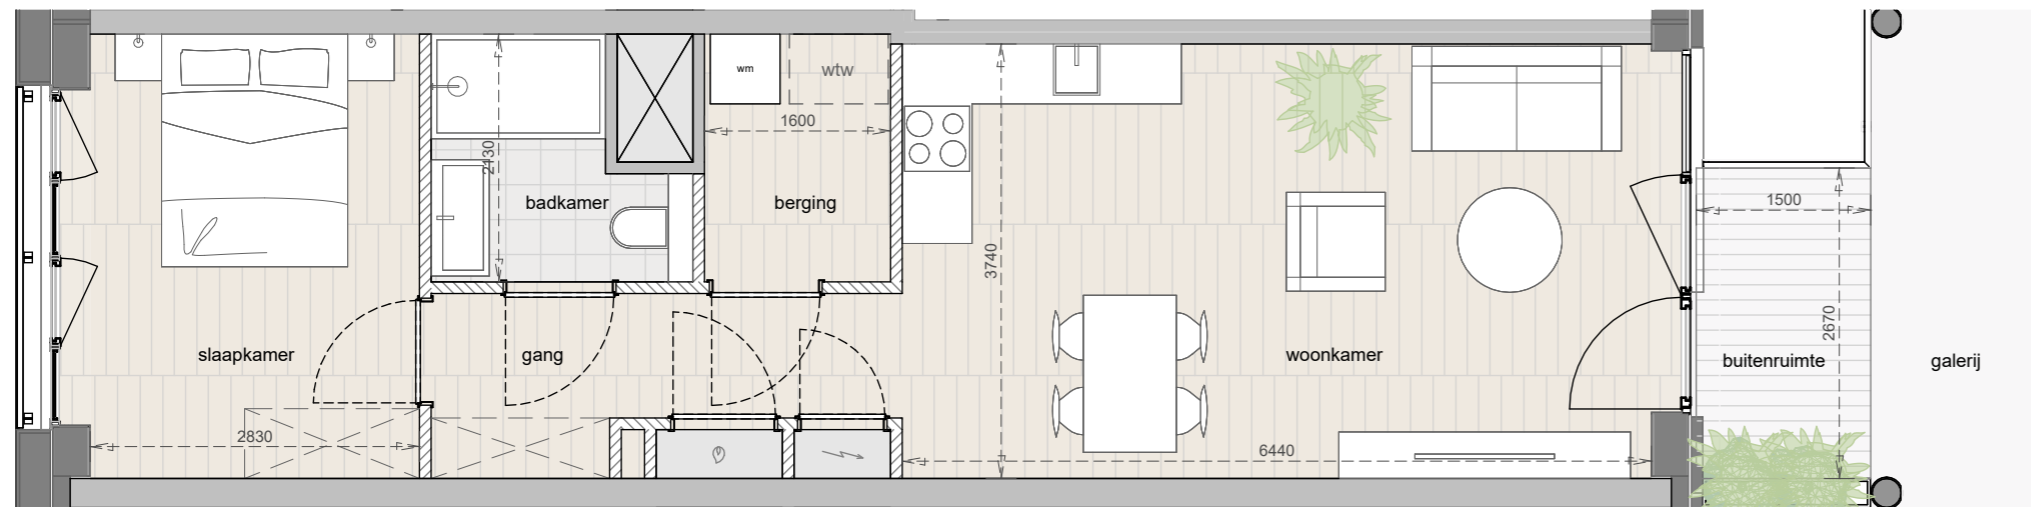 wm
wtw
1600
2130
badkamer
berging
1500
3740
2670
slaapkamer
gang
woonkamer
buitenruimte
galerij
2830
6440